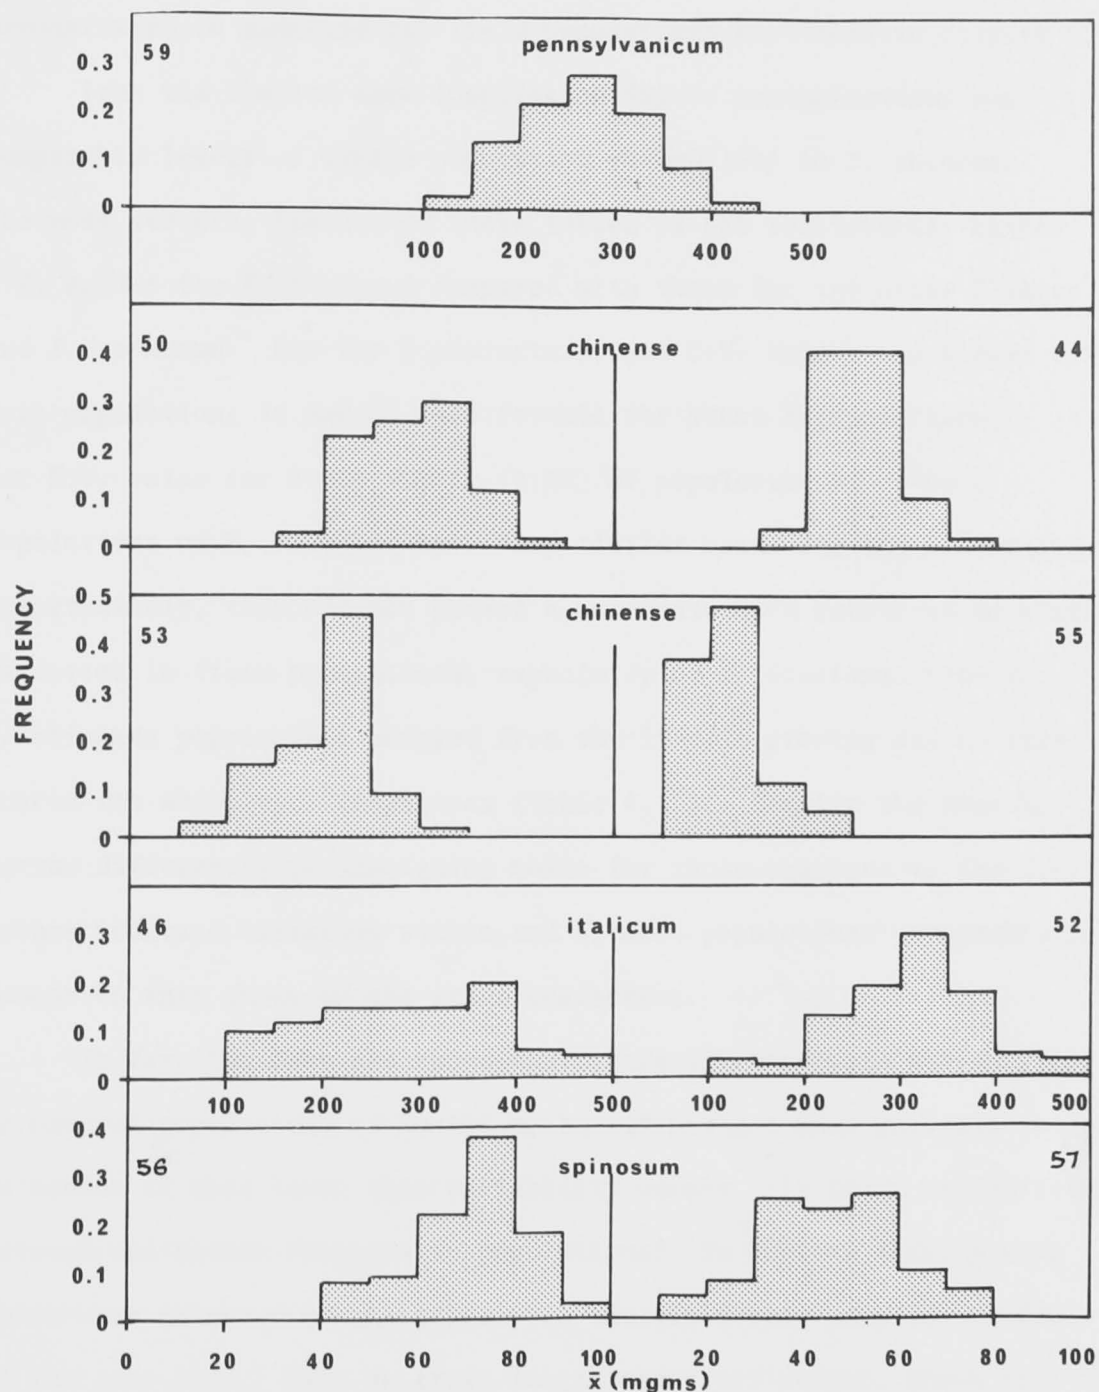 59 pennsylvanicum
0.3
0.2
0.1
0
100 200 300 400 500
50 chinense 44
0.4
0.3
0.2
0.1
0
FREQUENCY
0.5 chinense
53 55
0.4
0.3
0.2
0.1
0
46 italicum 52
0.3
0.2
0.1
0
100 200 300 400 500 100 200 300 400 500
0.4
56 spinosum 57
0.3
0.2
0.1
0
0 20 40 60 80 100 20 40 60 80 100
x̄ (mgms)